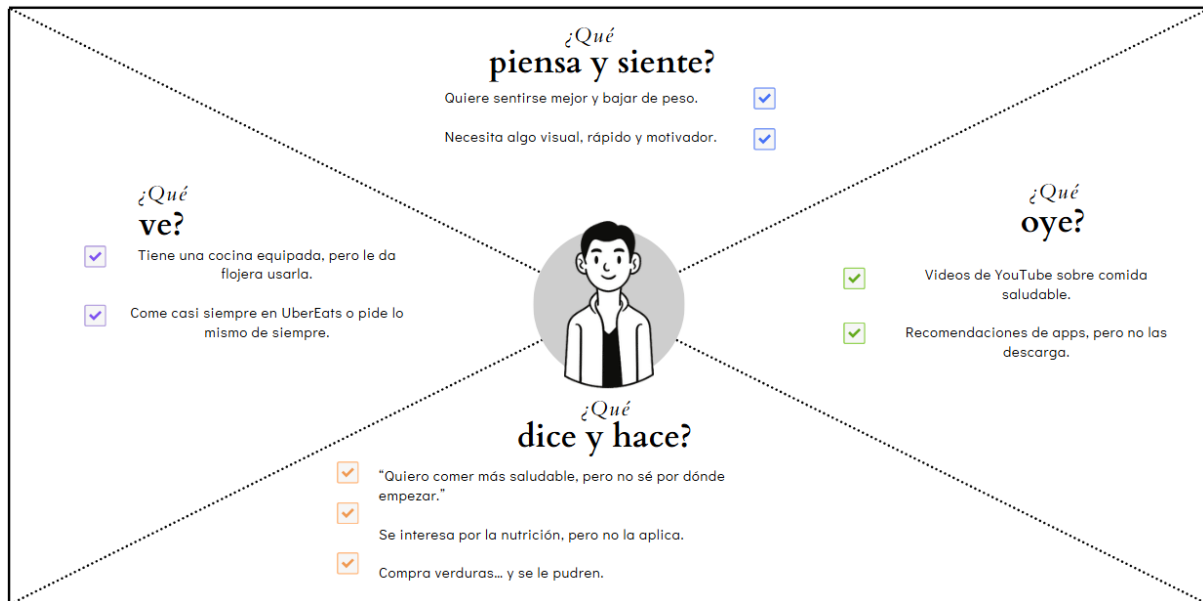 ¿Qué
piensa y siente?
Quiere sentirse mejor y bajar de peso.
Necesita algo visual, rápido y motivador.
¿Qué
ve?
Tiene una cocina equipada, pero le da
flojera usarla.
Come casi siempre en UberEats o pide lo
mismo de siempre.
¿Qué
oye?
Videos de YouTube sobre comida
saludable.
Recomendaciones de apps, pero no las
descarga.
¿Qué
dice y hace?
“Quiero comer más saludable, pero no sé por dónde
empezar.”
Se interesa por la nutrición, pero no la aplica.
Compra verduras... y se le pudren.